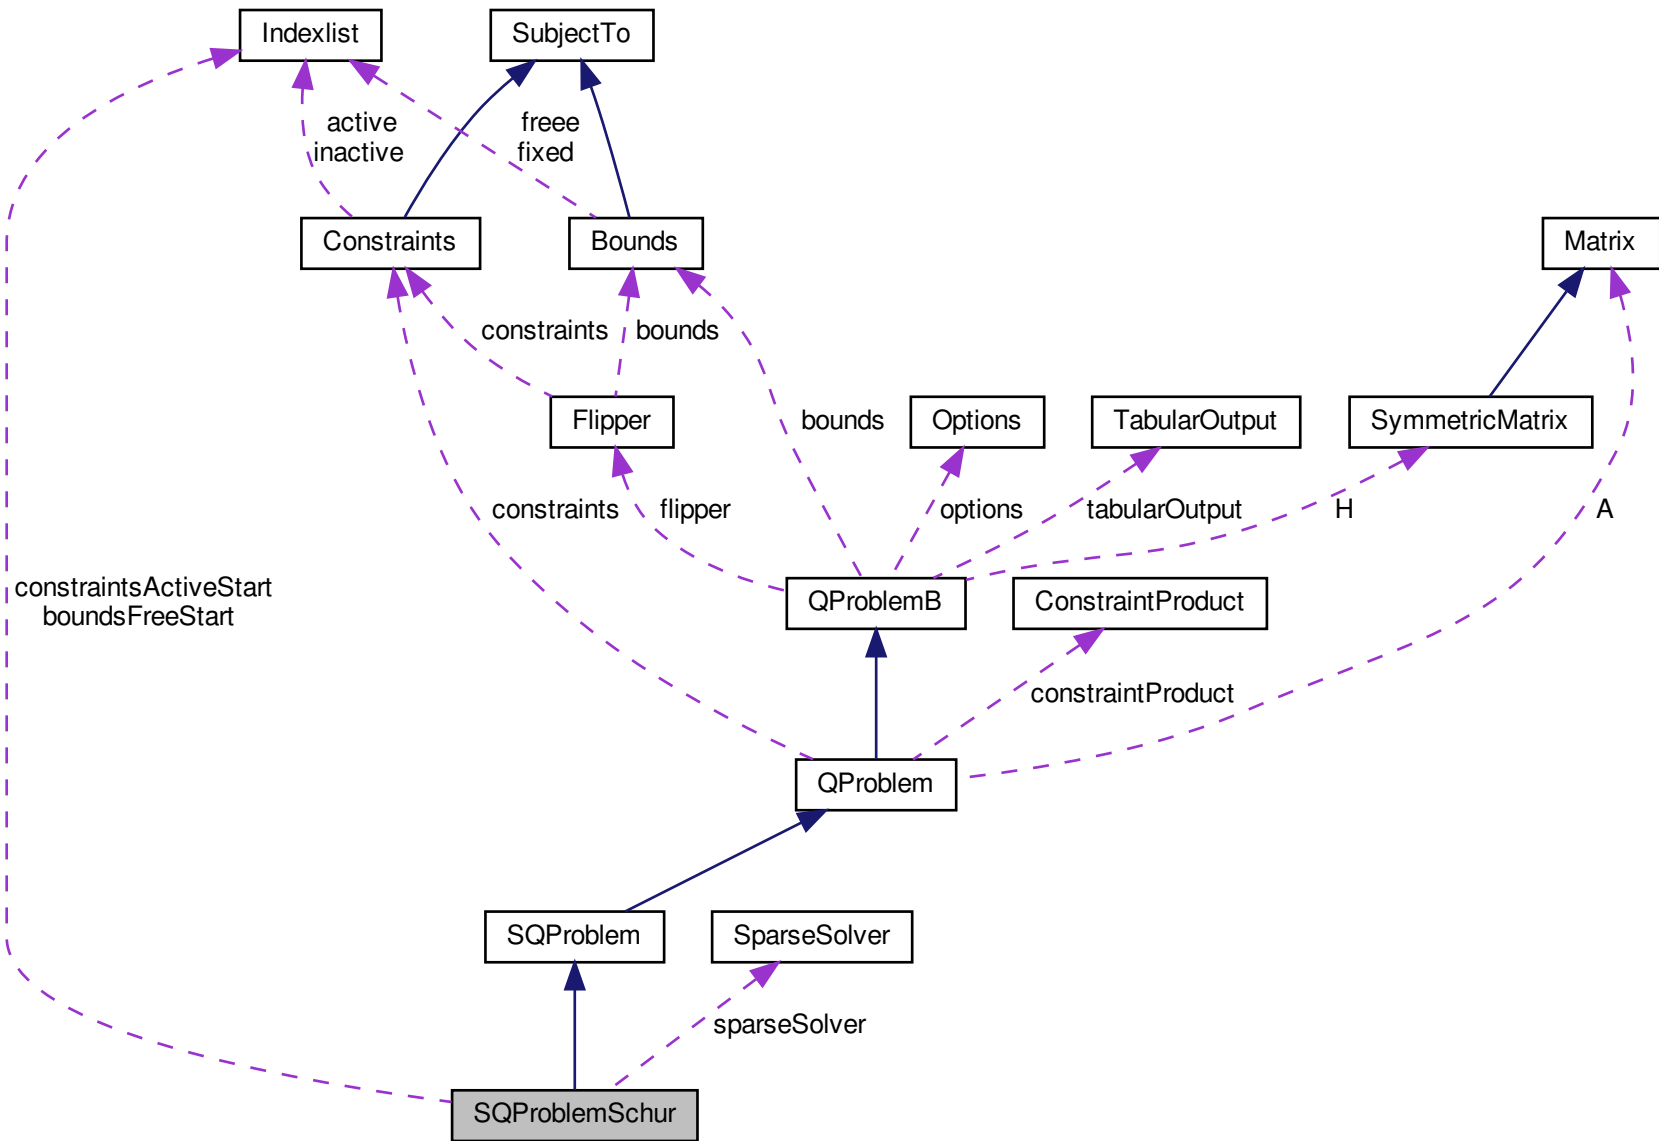 Indexlist
SubjectTo
active
inactive
freee
fixed
Constraints
Bounds
Matrix
constraints
bounds
Flipper
bounds
Options
TabularOutput
SymmetricMatrix
constraints
flipper
options
tabularOutput
H
A
constraintsActiveStart
boundsFreeStart
QProblemB
ConstraintProduct
constraintProduct
QProblem
SQProblem
SparseSolver
sparseSolver
SQProblemSchur